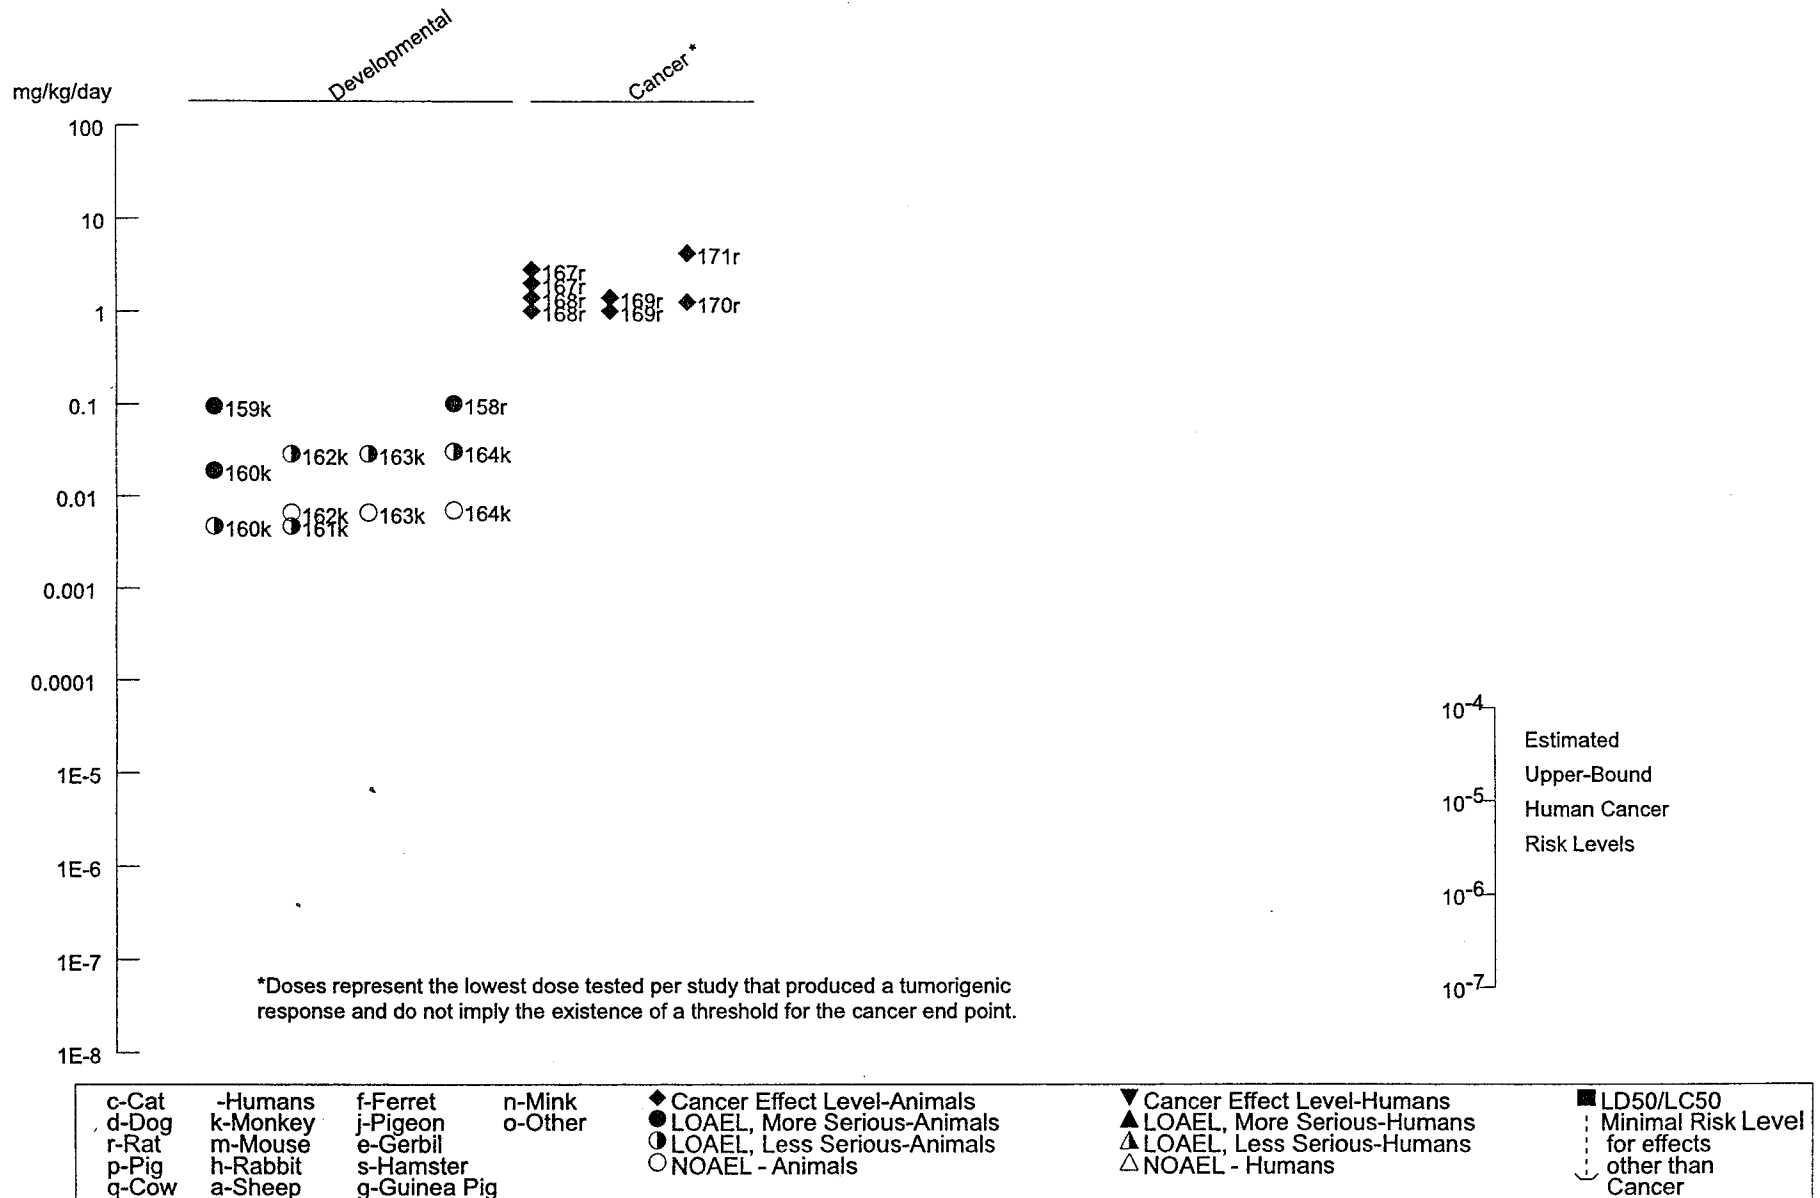 Developmental
Cancer *
mg/kg/day
100
10
1
0.1
0.01
0.001
0.0001
1E-5
1E-6
1E-7
1E-8
171r
167r
167r
168r 169r 170r
168r 169r
159k 158r
162k 163k 164k
160k
162k 163k 164k
160k 161k
10-4
10-5
10-6
10-7
Estimated
Upper-Bound
Human Cancer
Risk Levels
*Doses represent the lowest dose tested per study that produced a tumorigenic
response and do not imply the existence of a threshold for the cancer end point.
c-Cat -Humans f-Ferret n-Mink Cancer Effect Level-Animals Cancer Effect Level-Humans LD50/LC50
d-Dog k-Monkey j-Pigeon o-Other LOAEL, More Serious-Animals LOAEL, More Serious-Humans Minimal Risk Level
r-Rat m-Mouse e-Gerbil LOAEL, Less Serious-Animals LOAEL, Less Serious-Humans for effects
p-Pig h-Rabbit s-Hamster NOAEL - Animals NOAEL - Humans other than
q-Cow a-Sheep g-Guinea Pig Cancer